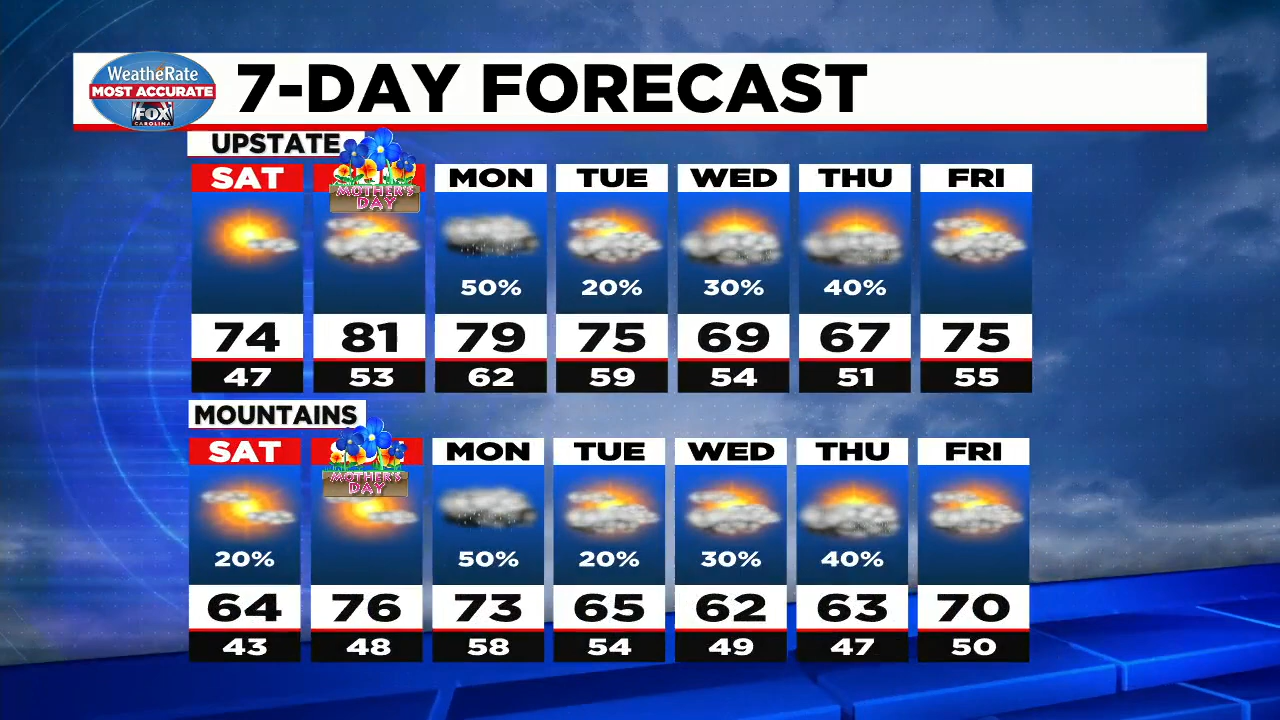 WeatheRate
MOST ACCURATE
FOX
CAROLINA
7-DAY FORECAST
UPSTATE
SAT MOTHER'S DAY MON TUE WED THU FRI
50% 20% 30% 40%
74 81 79 75 69 67 75
47 53 62 59 54 51 55
MOUNTAINS
SAT MOTHER'S DAY MON TUE WED THU FRI
20% 50% 20% 30% 40%
64 76 73 65 62 63 70
43 48 58 54 49 47 50